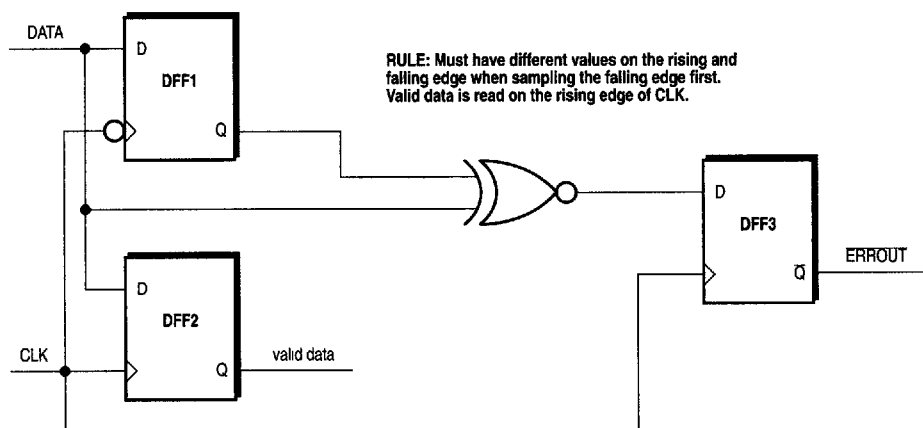 DATA
D
DFF1
Q
RULE: Must have different values on the rising and
falling edge when sampling the falling edge first.
Valid data is read on the rising edge of CLK.
D
DFF3
Q̅
E̅R̅R̅O̅U̅T̅
D
DFF2
CLK
Q
valid data